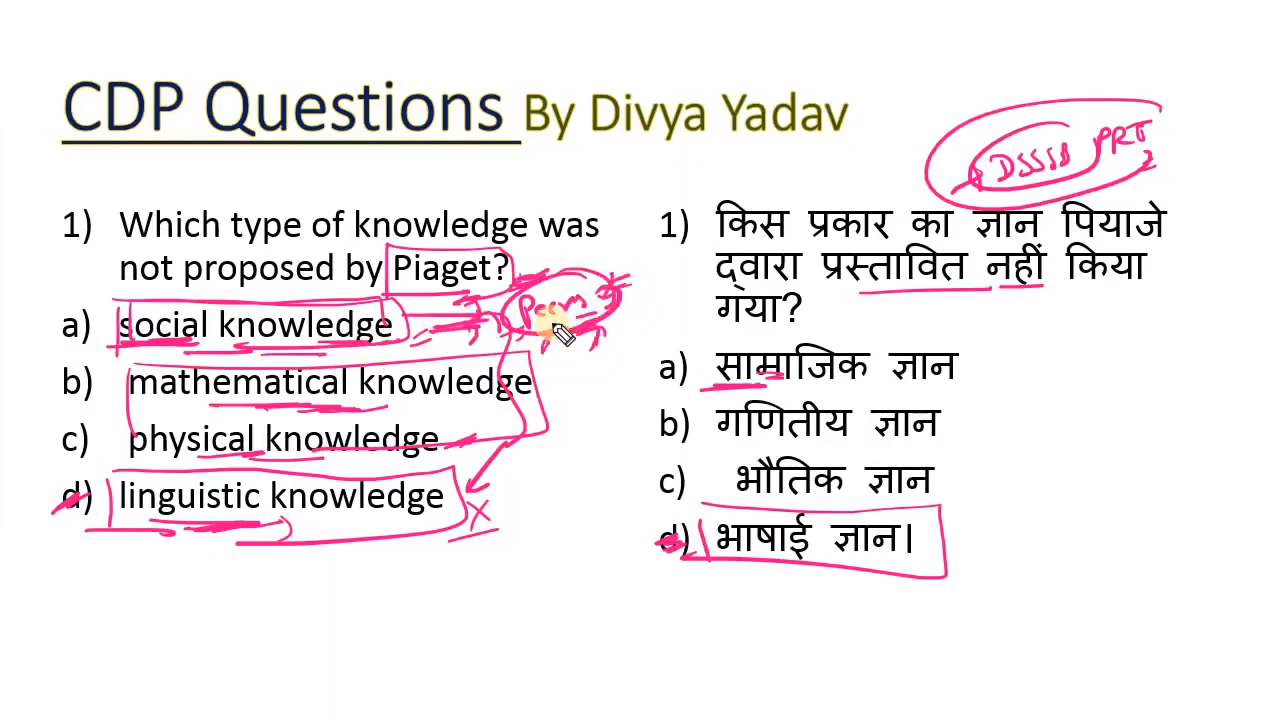 CDP Questions By Divya Yadav
DSSSB PRT
1) Which type of knowledge was
not proposed by Piaget?
a) social knowledge
b) mathematical knowledge
c) physical knowledge
d) linguistic knowledge
Peers
X
1) किस प्रकार का ज्ञान पियाजे
द्वारा प्रस्तावित नहीं किया
गया?
a) सामाजिक ज्ञान
b) गणितीय ज्ञान
c) भौतिक ज्ञान
d) भाषाई ज्ञान।